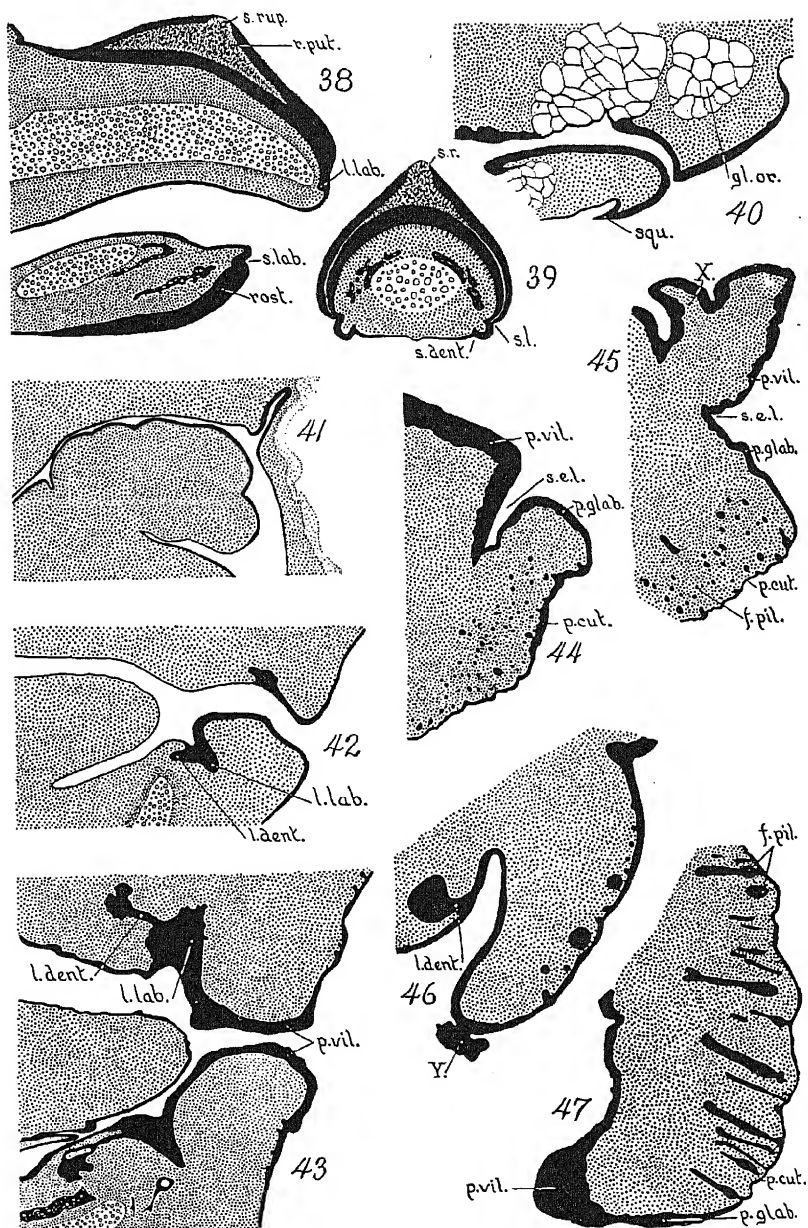 s.rup.
r.put.
38
l.lab.
s.lab.
rost.
s.r.
39
s.l.
s.dent.
gl.or.
40
squ.
X.
45
p.vil.
s.e.l.
p.glab.
p.cut.
f.pil.
41
p.vil.
s.e.l.
p.glab.
p.cut.
44
42
l.lab.
l.dent.
l.dent.
l.lab.
p.vil.
43
l.dent.
46
Y.
f.pil.
47
p.vil.
p.cut.
p.glab.